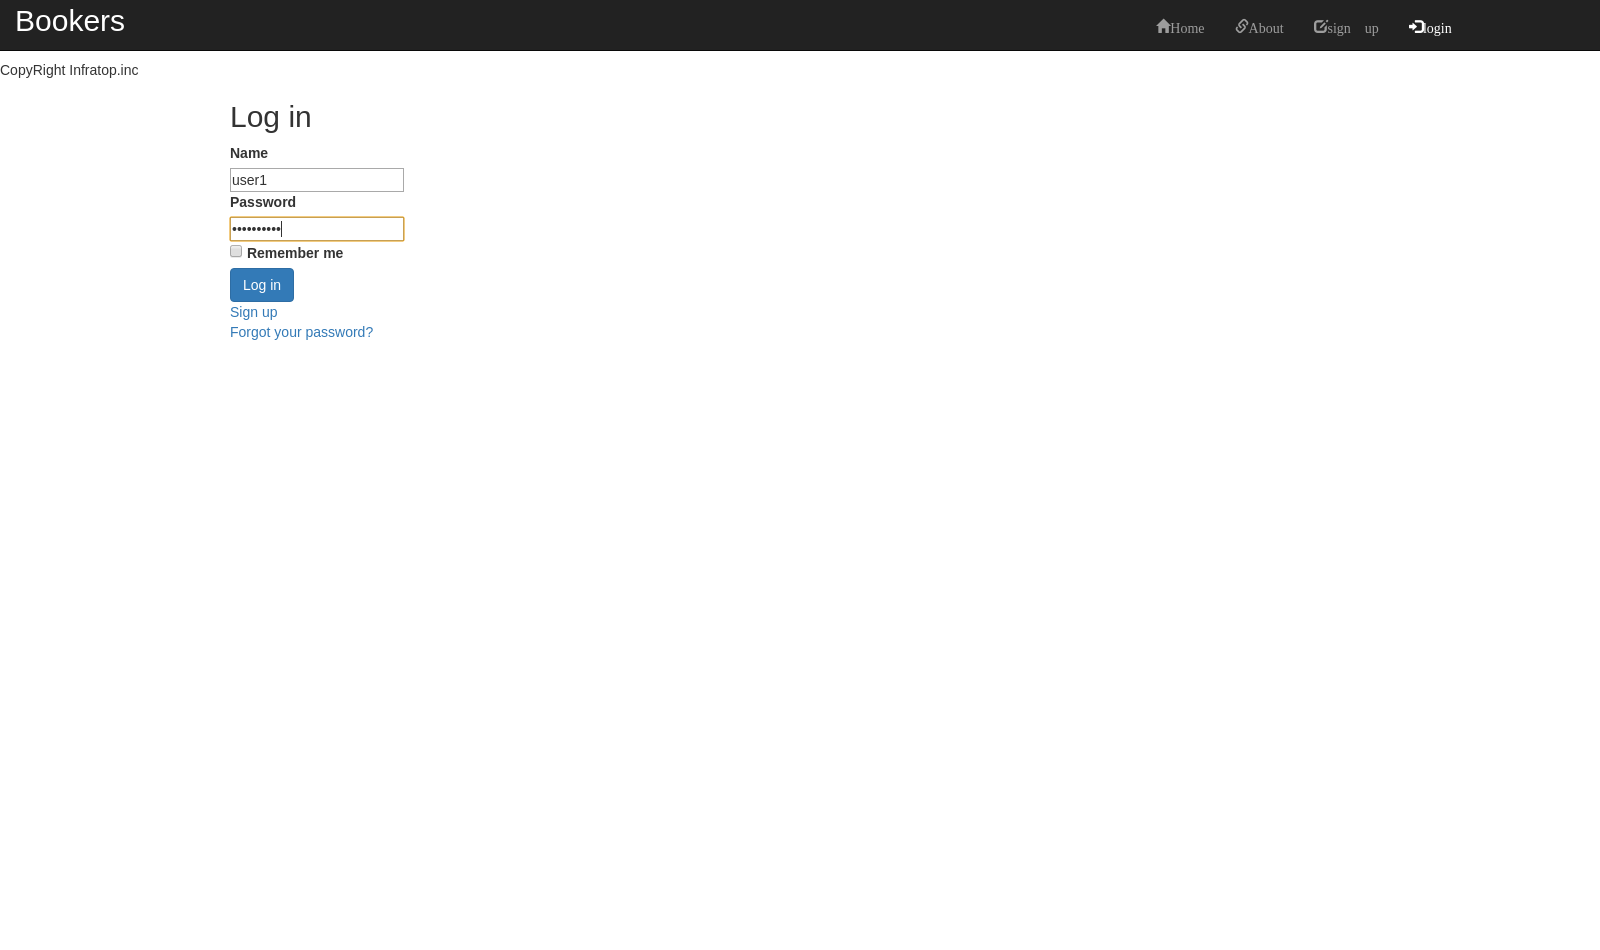 Bookers
Home About sign up login
CopyRight Infratop.inc
Log in
Name
user1
Password
••••••••••
Remember me
Log in
Sign up
Forgot your password?